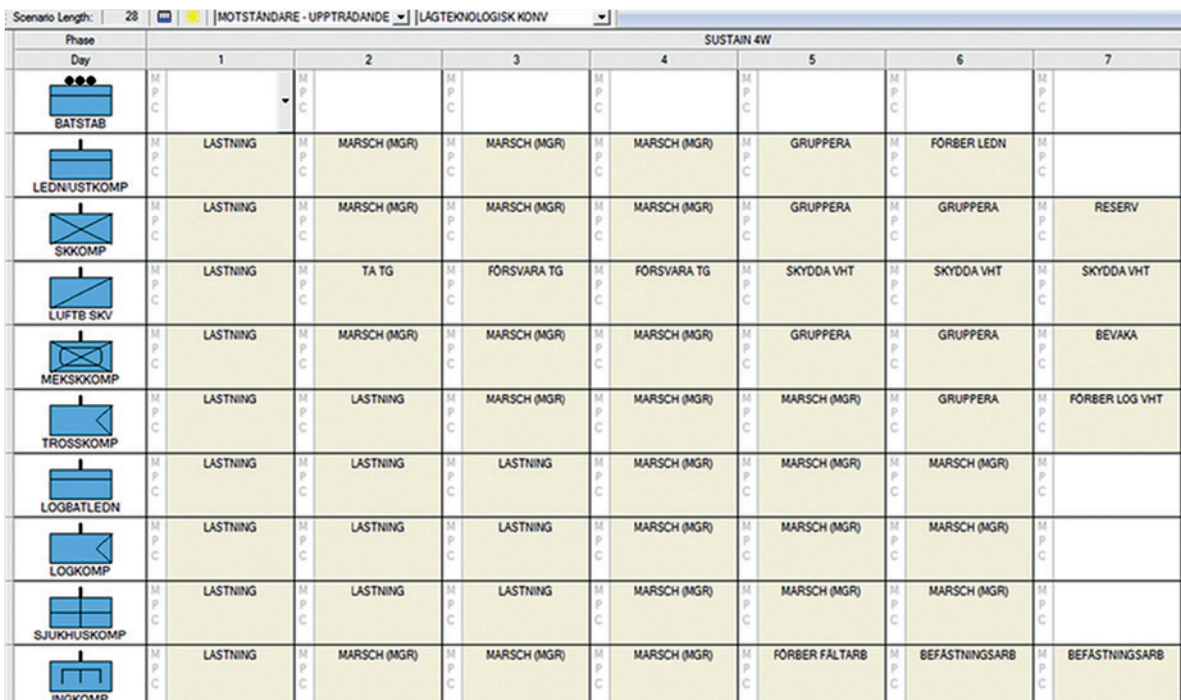 Scenario Length: 28 MOTSTÅNDARE - UPPTRÄDANDE LÅGTEKNOLOGISK KONV
Phase SUSTAIN 4W
Day 1 2 3 4 5 6 7
M M M M M M M
P P P P P P P
C C C C C C C
BATSTAB
M LASTNING M MARSCH (MGR) M MARSCH (MGR) M MARSCH (MGR) M GRUPPERA M FÖRBER LEDN M
P P P P P P P
C C C C C C C
LEDN/USTKOMP
M LASTNING M MARSCH (MGR) M MARSCH (MGR) M MARSCH (MGR) M GRUPPERA M GRUPPERA M RESERV
P P P P P P P
C C C C C C C
SKKOMP
M LASTNING M TA TG M FÖRSVARA TG M FÖRSVARA TG M SKYDDA VHT M SKYDDA VHT M SKYDDA VHT
P P P P P P P
C C C C C C C
LUFTB SKV
M LASTNING M MARSCH (MGR) M MARSCH (MGR) M MARSCH (MGR) M GRUPPERA M GRUPPERA M BEVAKA
P P P P P P P
C C C C C C C
MEKSKKOMP
M LASTNING M LASTNING M MARSCH (MGR) M MARSCH (MGR) M MARSCH (MGR) M GRUPPERA M FÖRBER LOG VHT
P P P P P P P
C C C C C C C
TROSSKOMP
M LASTNING M LASTNING M LASTNING M MARSCH (MGR) M MARSCH (MGR) M MARSCH (MGR) M
P P P P P P P
C C C C C C C
LOGBATLEDN
M LASTNING M LASTNING M LASTNING M MARSCH (MGR) M MARSCH (MGR) M MARSCH (MGR) M
P P P P P P P
C C C C C C C
LOGKOMP
M LASTNING M LASTNING M LASTNING M MARSCH (MGR) M MARSCH (MGR) M MARSCH (MGR) M
P P P P P P P
C C C C C C C
SJUKHUSKOMP
M LASTNING M MARSCH (MGR) M MARSCH (MGR) M MARSCH (MGR) M FÖRBER FÄLTARB M BEFÄSTNINGSARB M BEFÄSTNINGSARB
P P P P P P P
C C C C C C C
INGKOMP